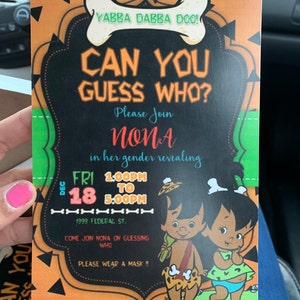 YABBA DABBA DOO!
CAN YOU
GUESS WHO?
Please Join
NONA
in her gender revealing
FRI
DEC
18
1:00PM
TO
5:00PM
1999 FEDERAL ST.
COME JOIN NONA ON GUESSING
WHO
PLEASE WEAR A MASK !!